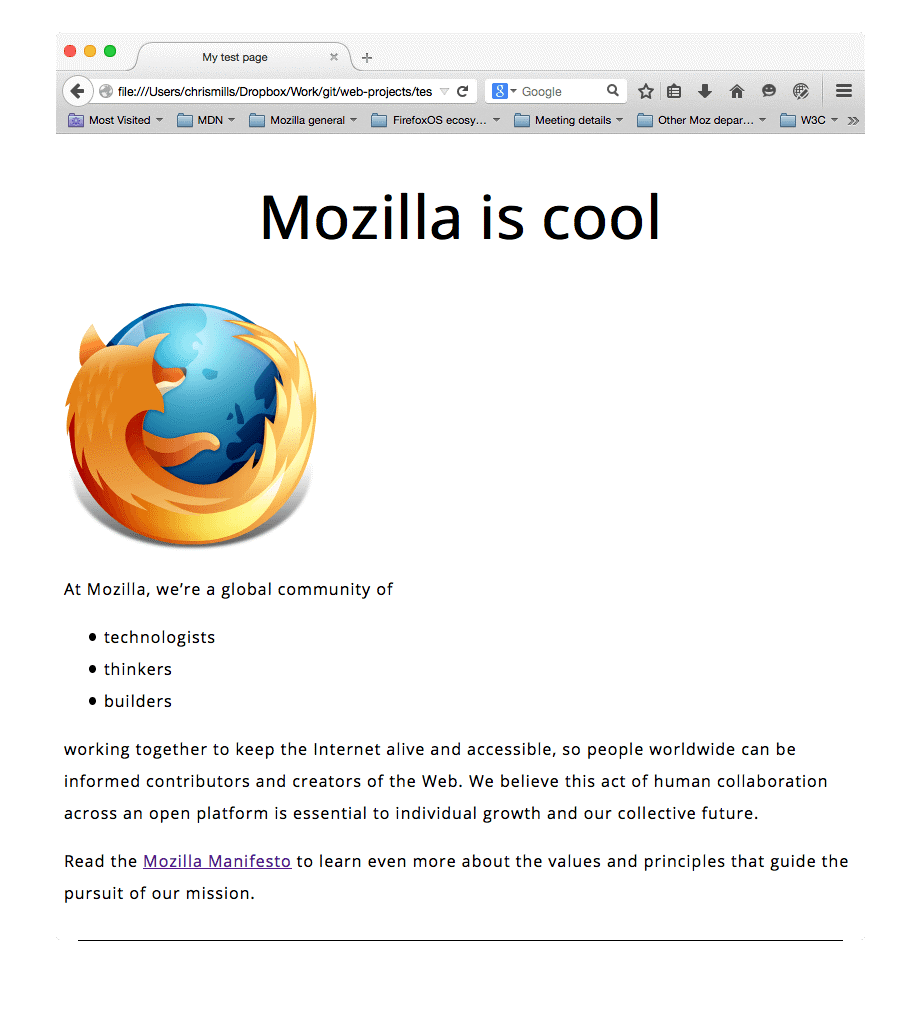 My test page
file:///Users/chrismills/Dropbox/Work/git/web-projects/tes
Google
Most Visited
MDN
Mozilla general
FirefoxOS ecosy...
Meeting details
Other Moz depar...
W3C
Mozilla is cool
At Mozilla, we’re a global community of
technologists
thinkers
builders
working together to keep the Internet alive and accessible, so people worldwide can be
informed contributors and creators of the Web. We believe this act of human collaboration
across an open platform is essential to individual growth and our collective future.
Read the Mozilla Manifesto to learn even more about the values and principles that guide the
pursuit of our mission.